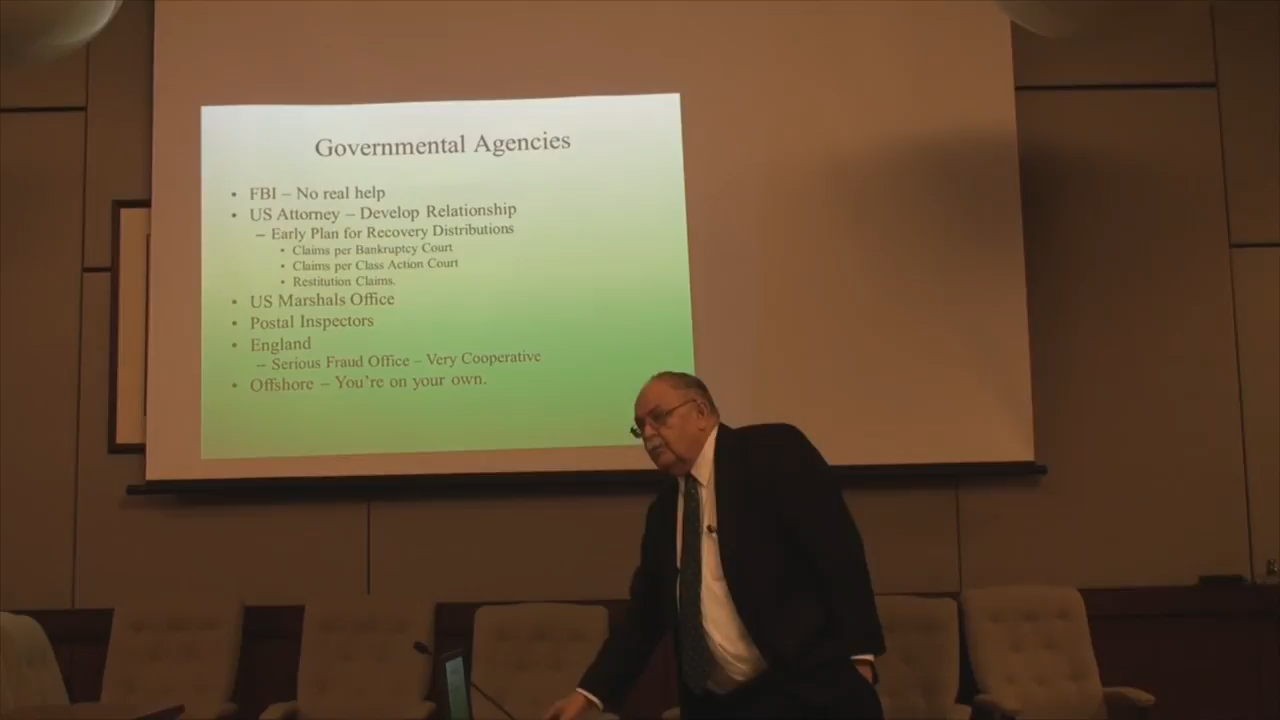 Governmental Agencies
• FBI – No real help
• US Attorney – Develop Relationship
– Early Plan for Recovery Distributions
• Claims per Bankruptcy Court
• Claims per Class Action Court
• Restitution Claims.
• US Marshals Office
• Postal Inspectors
• England
– Serious Fraud Office – Very Cooperative
• Offshore – You're on your own.